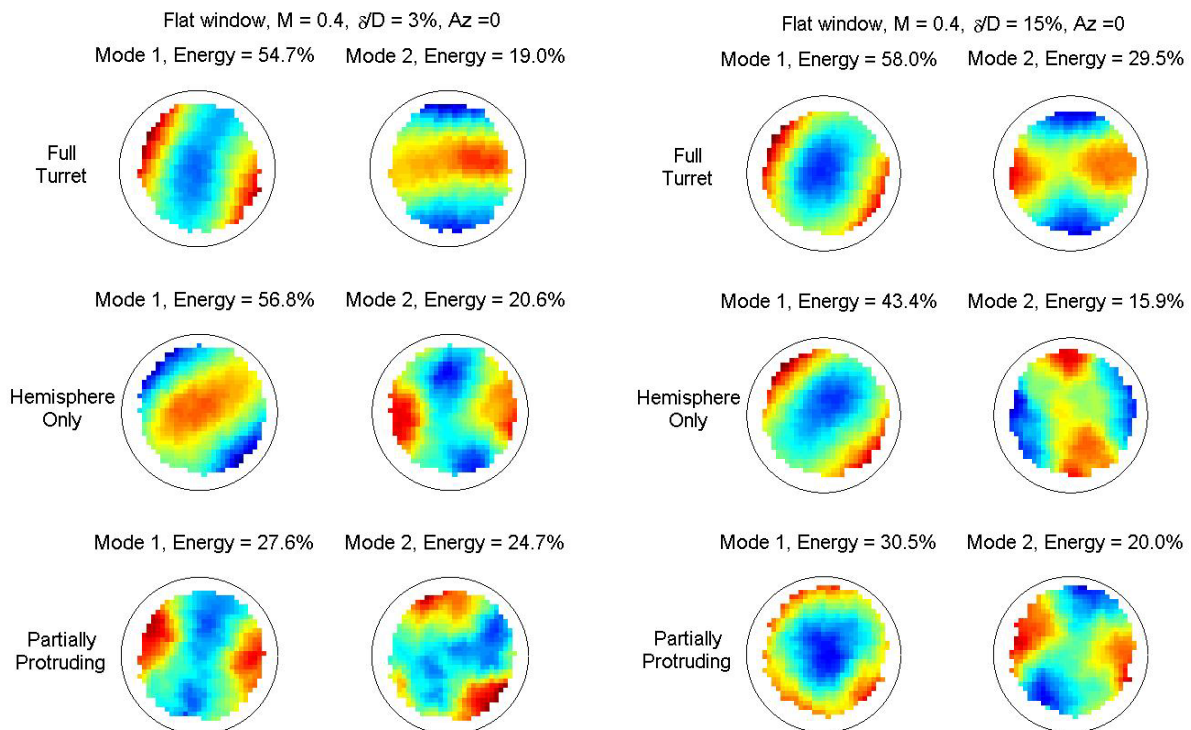 Flat window, M = 0.4, δ/D = 3%, Az =0
Mode 1, Energy = 54.7%
Mode 2, Energy = 19.0%
Full
Turret
Mode 1, Energy = 56.8%
Mode 2, Energy = 20.6%
Hemisphere
Only
Mode 1, Energy = 27.6%
Mode 2, Energy = 24.7%
Partially
Protruding
Flat window, M = 0.4, δ/D = 15%, Az=0
Mode 1, Energy = 58.0%
Mode 2, Energy = 29.5%
Full
Turret
Mode 1, Energy = 43.4%
Mode 2, Energy = 15.9%
Hemisphere
Only
Mode 1, Energy = 30.5%
Mode 2, Energy = 20.0%
Partially
Protruding